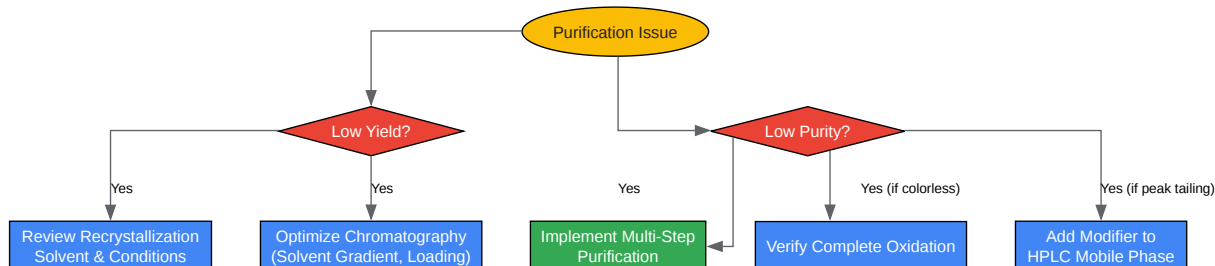 Purification Issue
Low Yield?
Low Purity?
Yes
Yes
Yes
Yes (if colorless)
Yes (if peak tailing)
Review Recrystallization
Solvent & Conditions
Optimize Chromatography
(Solvent Gradient, Loading)
Implement Multi-Step
Purification
Verify Complete Oxidation
Add Modifier to
HPLC Mobile Phase